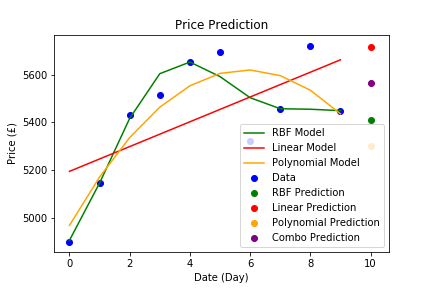 Price Prediction
Price (£)
5600
5400
5200
5000
RBF Model
Linear Model
Polynomial Model
Data
RBF Prediction
Linear Prediction
Polynomial Prediction
Combo Prediction
0 2 4 6 8 10
Date (Day)